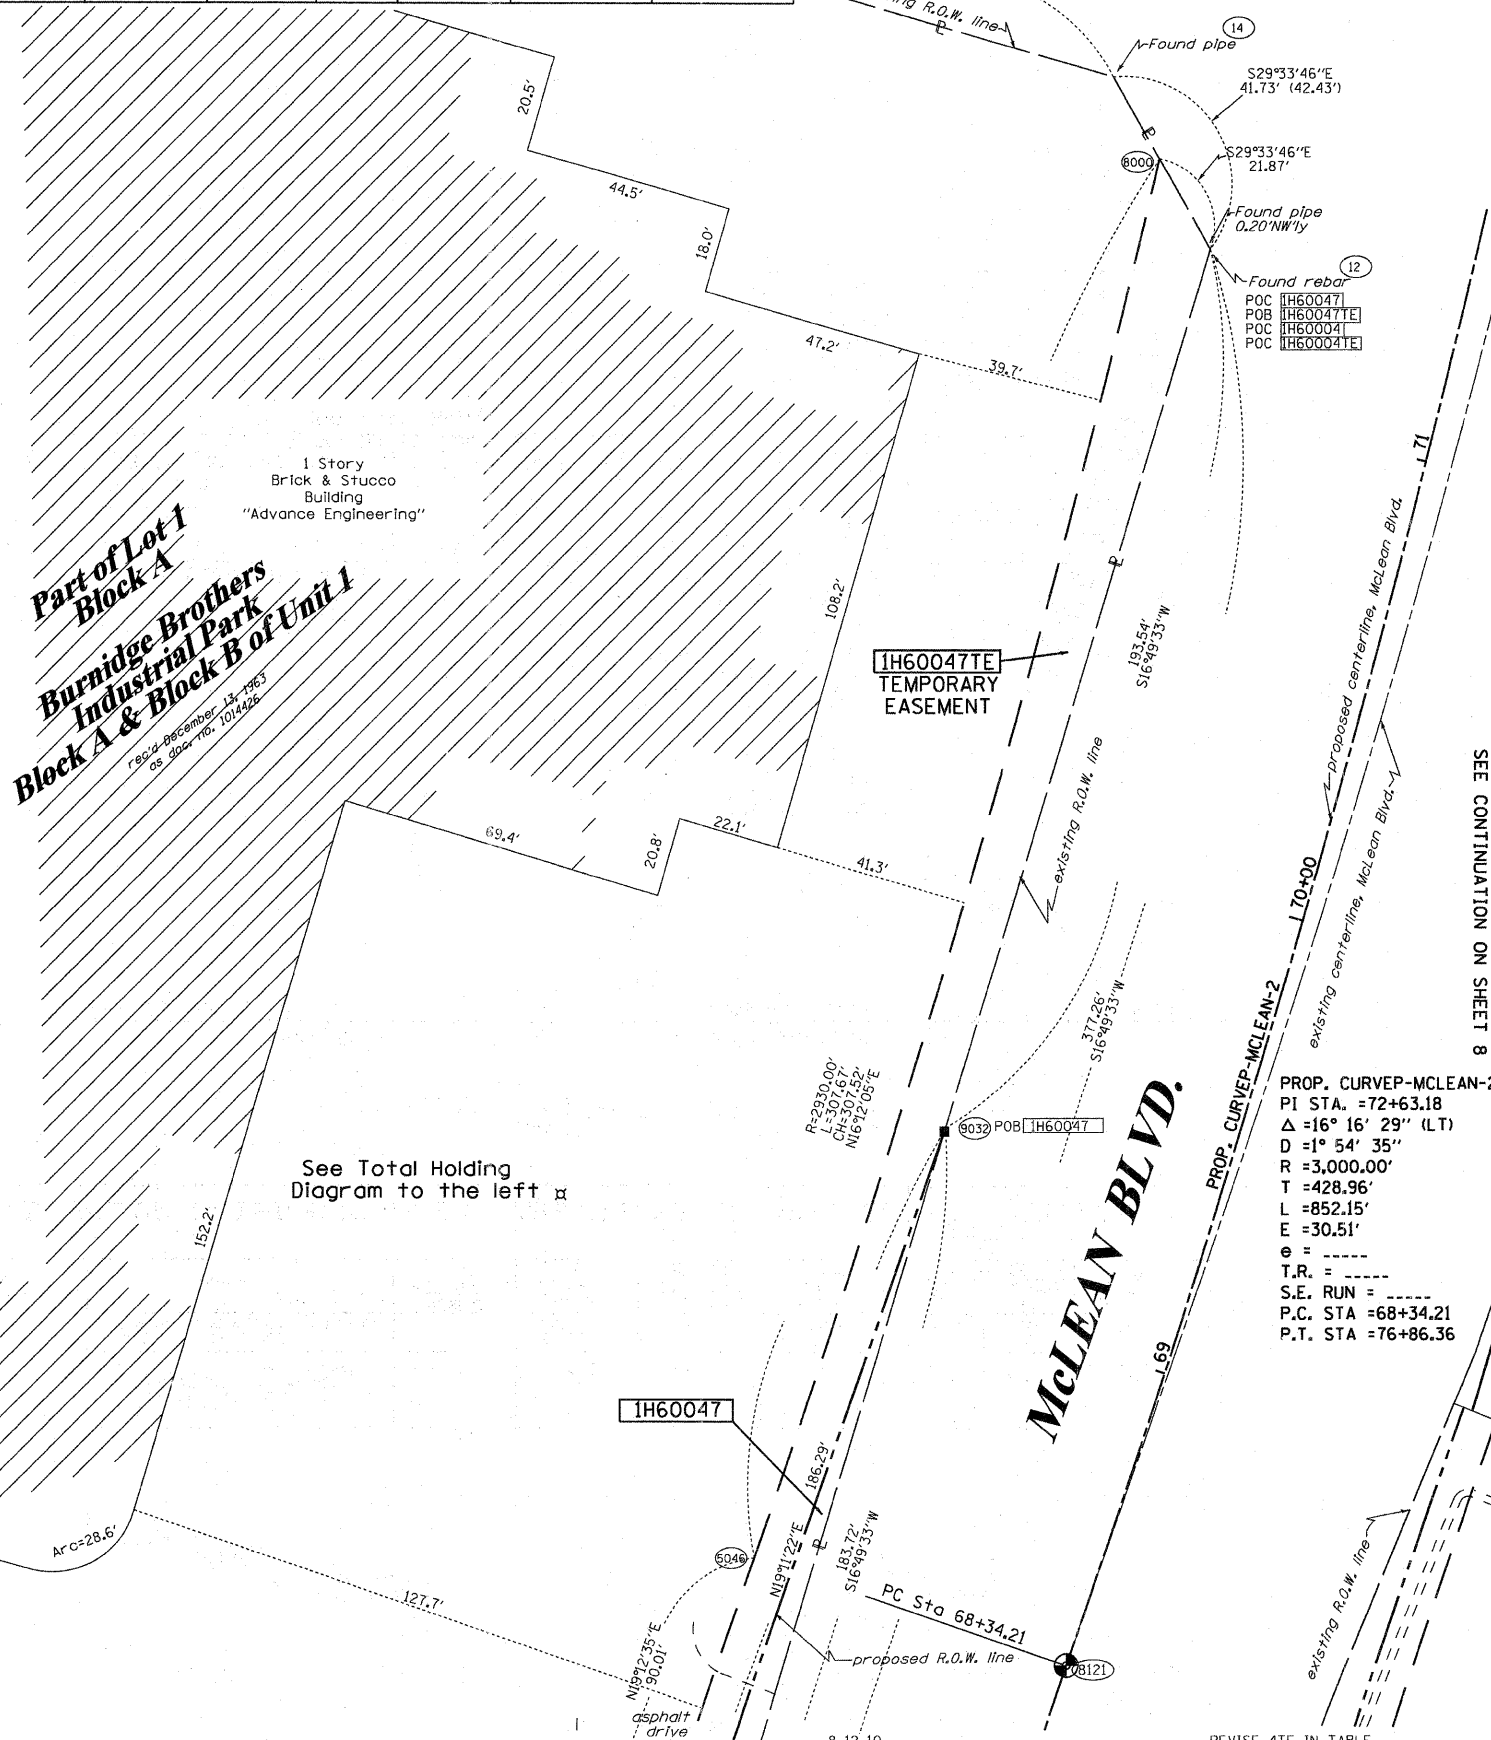 ng R.O.W. line
P
14
Found pipe
S29°33'46"E
41.73' (42.43')
20.5'
P
8000
S29°33'46"E
21.87'
44.5'
Found pipe
0.20'NW'ly
18.0'
12
Found rebar
POC 1H60047
POB 1H60047TE
POC 1H60004
POC 1H60004TE
47.2'
39.7'
71
1 Story
Brick & Stucco
Building
"Advance Engineering"
Part of Lot 1
Block A
Burnidge Brothers
Industrial Park
Block A & Block B of Unit 1
rec'd December 13, 1963
as doc. no. 1014426
108.2'
P
193.54'
S16°49'33"W
1H60047TE
TEMPORARY
EASEMENT
existing R.O.W. line
proposed centerline, McLean Blvd.
existing centerline, McLean Blvd.
SEE CONTINUATION ON SHEET 8
69.4'
20.8'
22.1'
41.3'
70+00
377.26'
S16°49'33"W
R=2930.00'
L=307.67'
CH=307.52'
N16°12'05"E
9032 POB 1H60047
PROP. CURVEP-MCLEAN-2
McLEAN BLVD.
PROP. CURVEP-MCLEAN-2
PI STA. =72+63.18
Δ =16° 16' 29" (LT)
D =1° 54' 35"
R =3,000.00'
T =428.96'
L =852.15'
E =30.51'
e = -----
T.R. = -----
S.E. RUN = -----
P.C. STA =68+34.21
P.T. STA =76+86.36
See Total Holding
Diagram to the left ¤
152.2'
69
1H60047
186.29'
N19°11'22"E
P
183.72'
S16°49'33"W
Arc=28.6'
5046
127.7'
PC Sta 68+34.21
8121
N19°12'35"E
90.01'
proposed R.O.W. line
existing R.O.W. line
asphalt
drive
8-12-10
REVISE 4TE IN TABLE